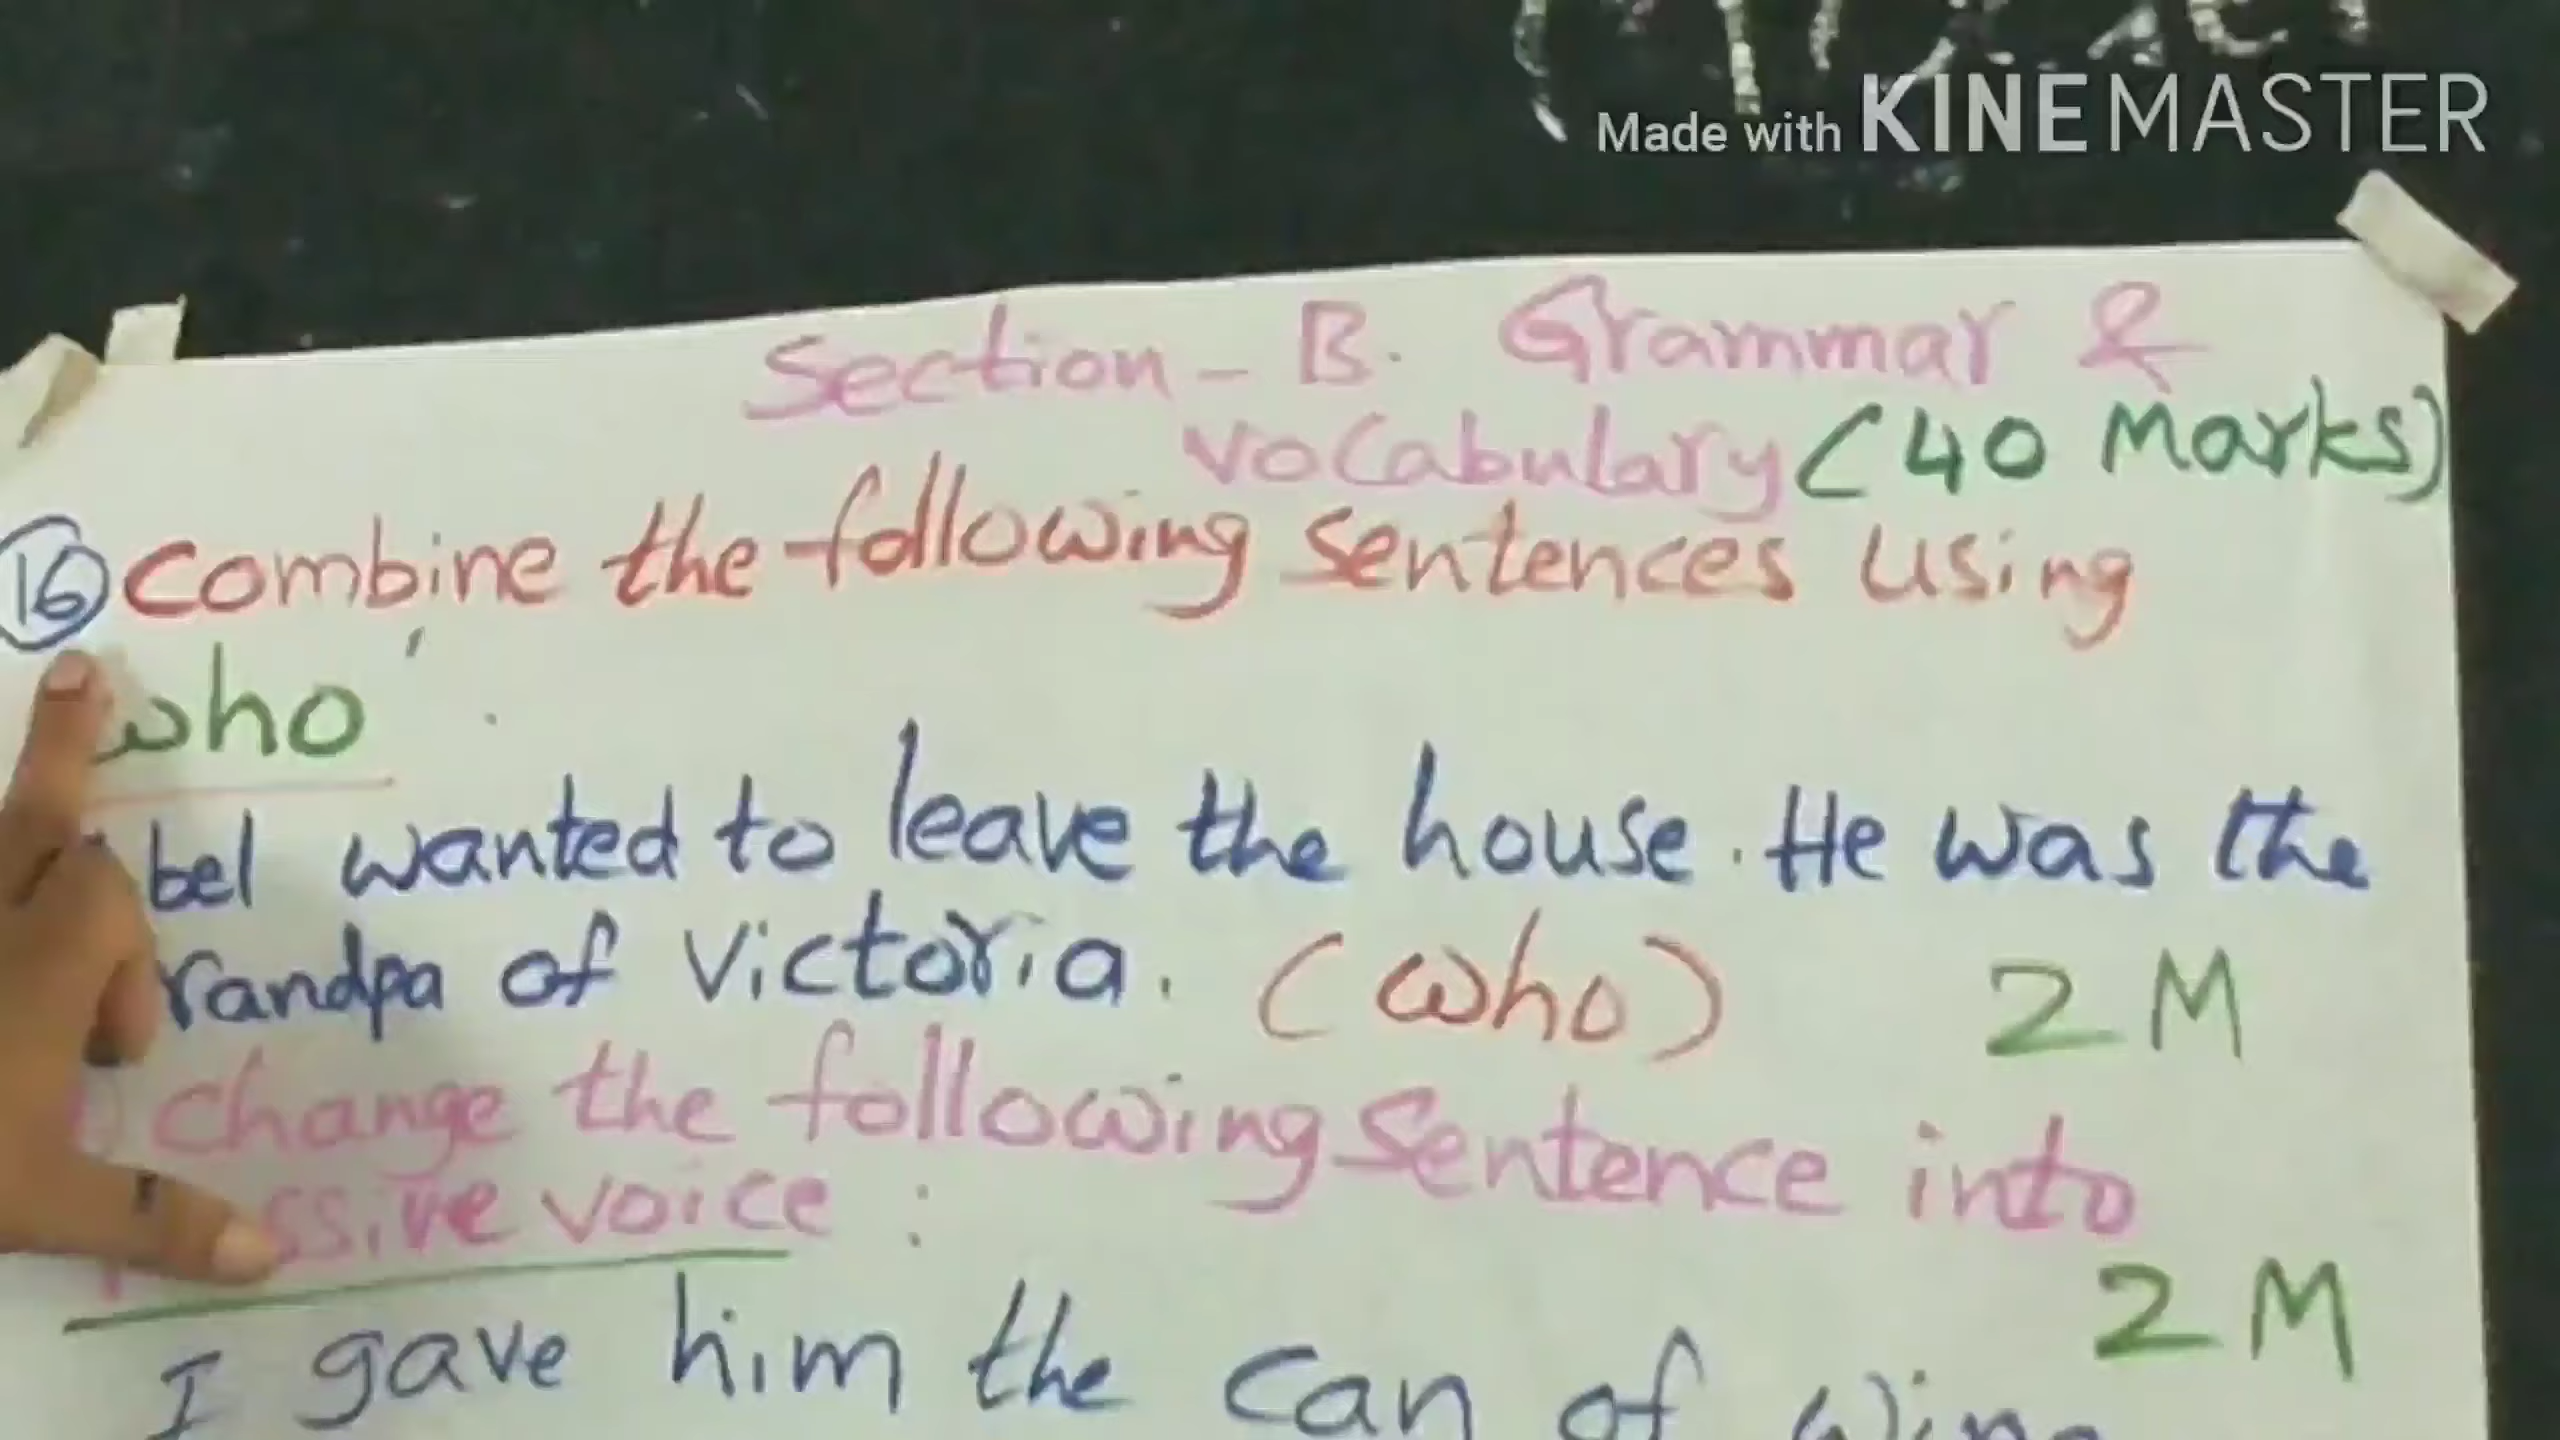 Made with KINEMASTER
Section - B. Grammar &
vocabulary (40 Marks)
16 Combine the following sentences using
who
bel wanted to leave the house. He was the
randpa of Victoria. (who) 2 M
Change the following Sentence into
ssive voice :
2 M
I gave him the can of